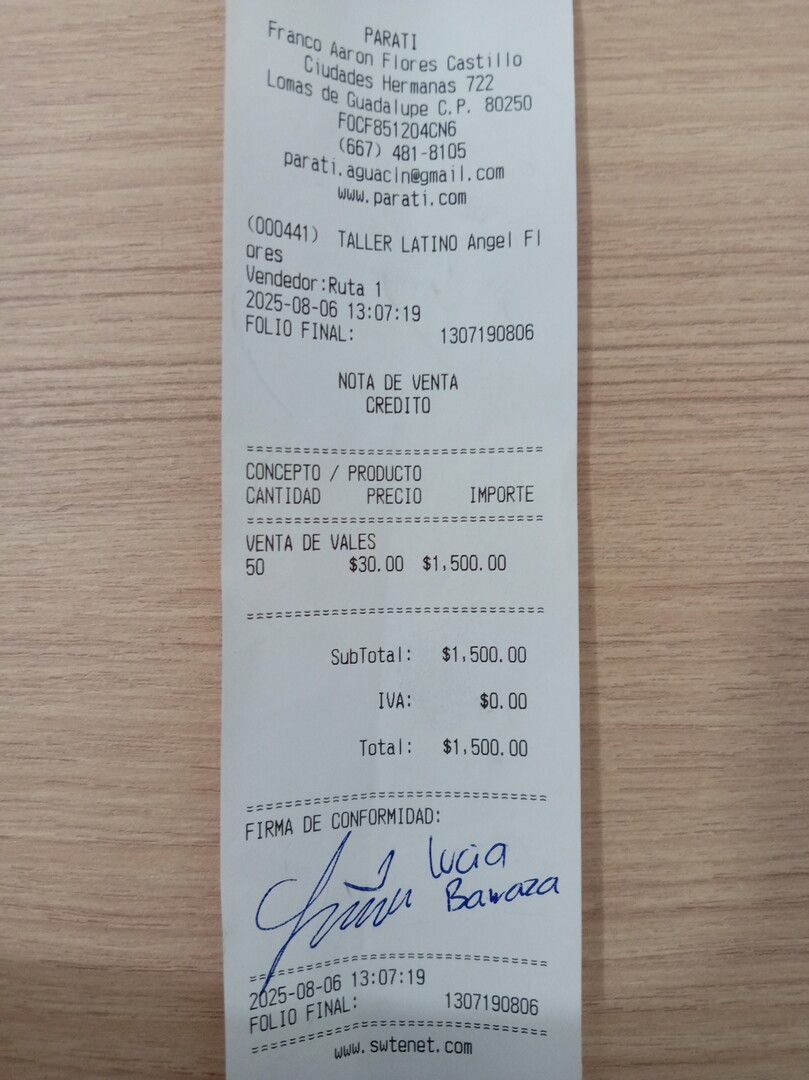 PARATI
Franco Aaron Flores Castillo
Ciudades Hermanas 722
Lomas de Guadalupe C.P. 80250
FOCF851204CN6
(667) 481-8105
parati.aguacln@gmail.com
www.parati.com
(000441) TALLER LATINO Angel Fl
ores
Vendedor:Ruta 1
2025-08-06 13:07:19
FOLIO FINAL: 1307190806
NOTA DE VENTA
CREDITO
================================
CONCEPTO / PRODUCTO
CANTIDAD PRECIO IMPORTE
================================
VENTA DE VALES
50 $30.00 $1,500.00
================================
SubTotal: $1,500.00
IVA: $0.00
Total: $1,500.00
================================
FIRMA DE CONFORMIDAD:
Lucia
================================
2025-08-06 13:07:19
FOLIO FINAL: 1307190806
================================
www.swtenet.com